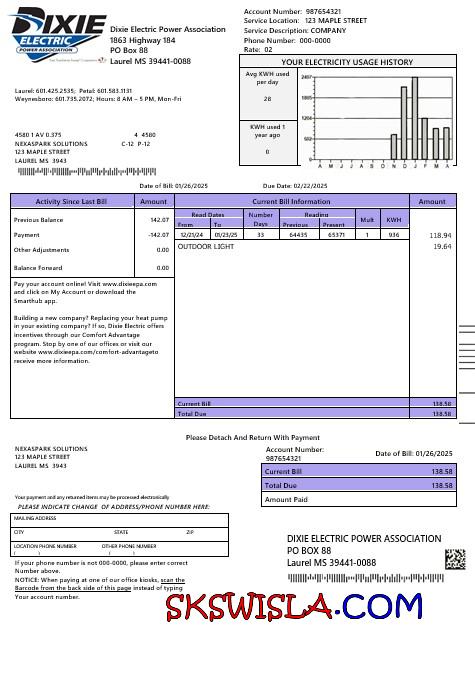 DIXIE
ELECTRIC
POWER ASSOCIATION
Dixie Electric Power Association
1863 Highway 184
PO Box 88
Laurel MS 39441-0088
Account Number: 987654321
Service Location: 123 MAPLE STREET
Service Description: COMPANY
Phone Number: 000-0000
Rate: 02
YOUR ELECTRICITY USAGE HISTORY
Avg KWH used
per day
28
KWH used 1
year ago
0
2407
1805
1204
602
0
A M J J A S O N D J F M A
Laurel: 601.425.2535; Petal: 601.583.1131
Waynesboro: 601.735.2072; Hours: 8 AM – 5 PM, Mon-Fri
4580 1 AV 0.375 4 4580
NEXASPARK SOLUTIONS C-12 P-12
123 MAPLE STREET
LAUREL MS 3943
Date of Bill: 01/26/2025 Due Date: 02/22/2025
Activity Since Last Bill Amount
Previous Balance 142.07
Payment -142.07
Other Adjustments 0.00
Balance Forward 0.00
Current Bill Information Amount
Read Dates Number Reading
From To Days Previous Present Mult KWH
12/21/24 01/23/25 33 64435 65371 1 936 118.94
OUTDOOR LIGHT 19.64
Pay your account online! Visit www.dixieepa.com
and click on My Account or download the
Smarthub app.
Building a new company? Replacing your heat pump
in your existing company? If so, Dixie Electric offers
incentives through our Comfort Advantage
program. Stop by one of our offices or visit our
website www.dixieepa.com/comfort-advantageto
receive more information.
Current Bill 138.58
Total Due 138.58
Please Detach And Return With Payment
NEXASPARK SOLUTIONS
123 MAPLE STREET
LAUREL MS 3943
Account Number:
987654321
Date of Bill: 01/26/2025
Current Bill 138.58
Total Due 138.58
Amount Paid
Your payment and any returned items may be processed electronically
PLEASE INDICATE CHANGE OF ADDRESS/PHONE NUMBER HERE:
MAILING ADDRESS
CITY STATE ZIP
LOCATION PHONE NUMBER OTHER PHONE NUMBER
( ) ( )
If your phone number is not 000-0000, please enter correct
Number above.
NOTICE: When paying at one of our office kiosks, scan the
Barcode from the back side of this page instead of typing
Your account number.
DIXIE ELECTRIC POWER ASSOCIATION
PO BOX 88
Laurel MS 39441-0088
SKSWISLA.COM